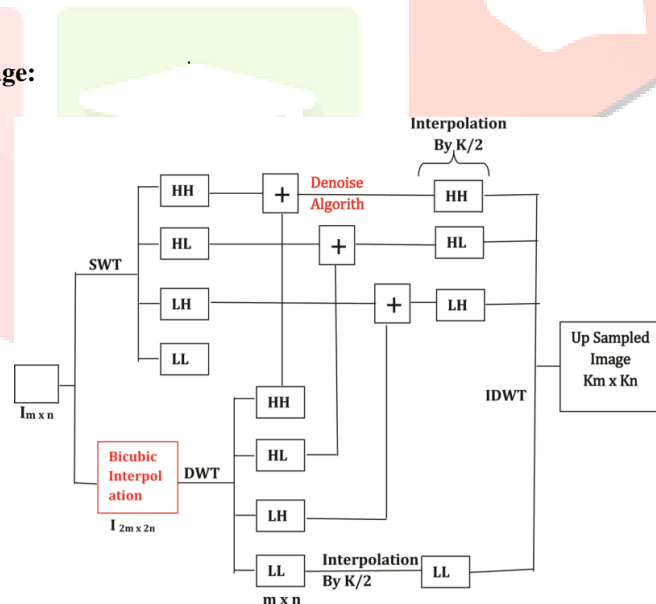 ge:
Interpolation
By K/2
HH
+
Denoise
Algorith
HH
HL
+
HL
SWT
LH
+
LH
LL
Up Sampled
Image
Km x Kn
I m x n
HH
IDWT
Bicubic
Interpol
ation
DWT
HL
I 2m x 2n
LH
LL
Interpolation
By K/2
LL
m x n